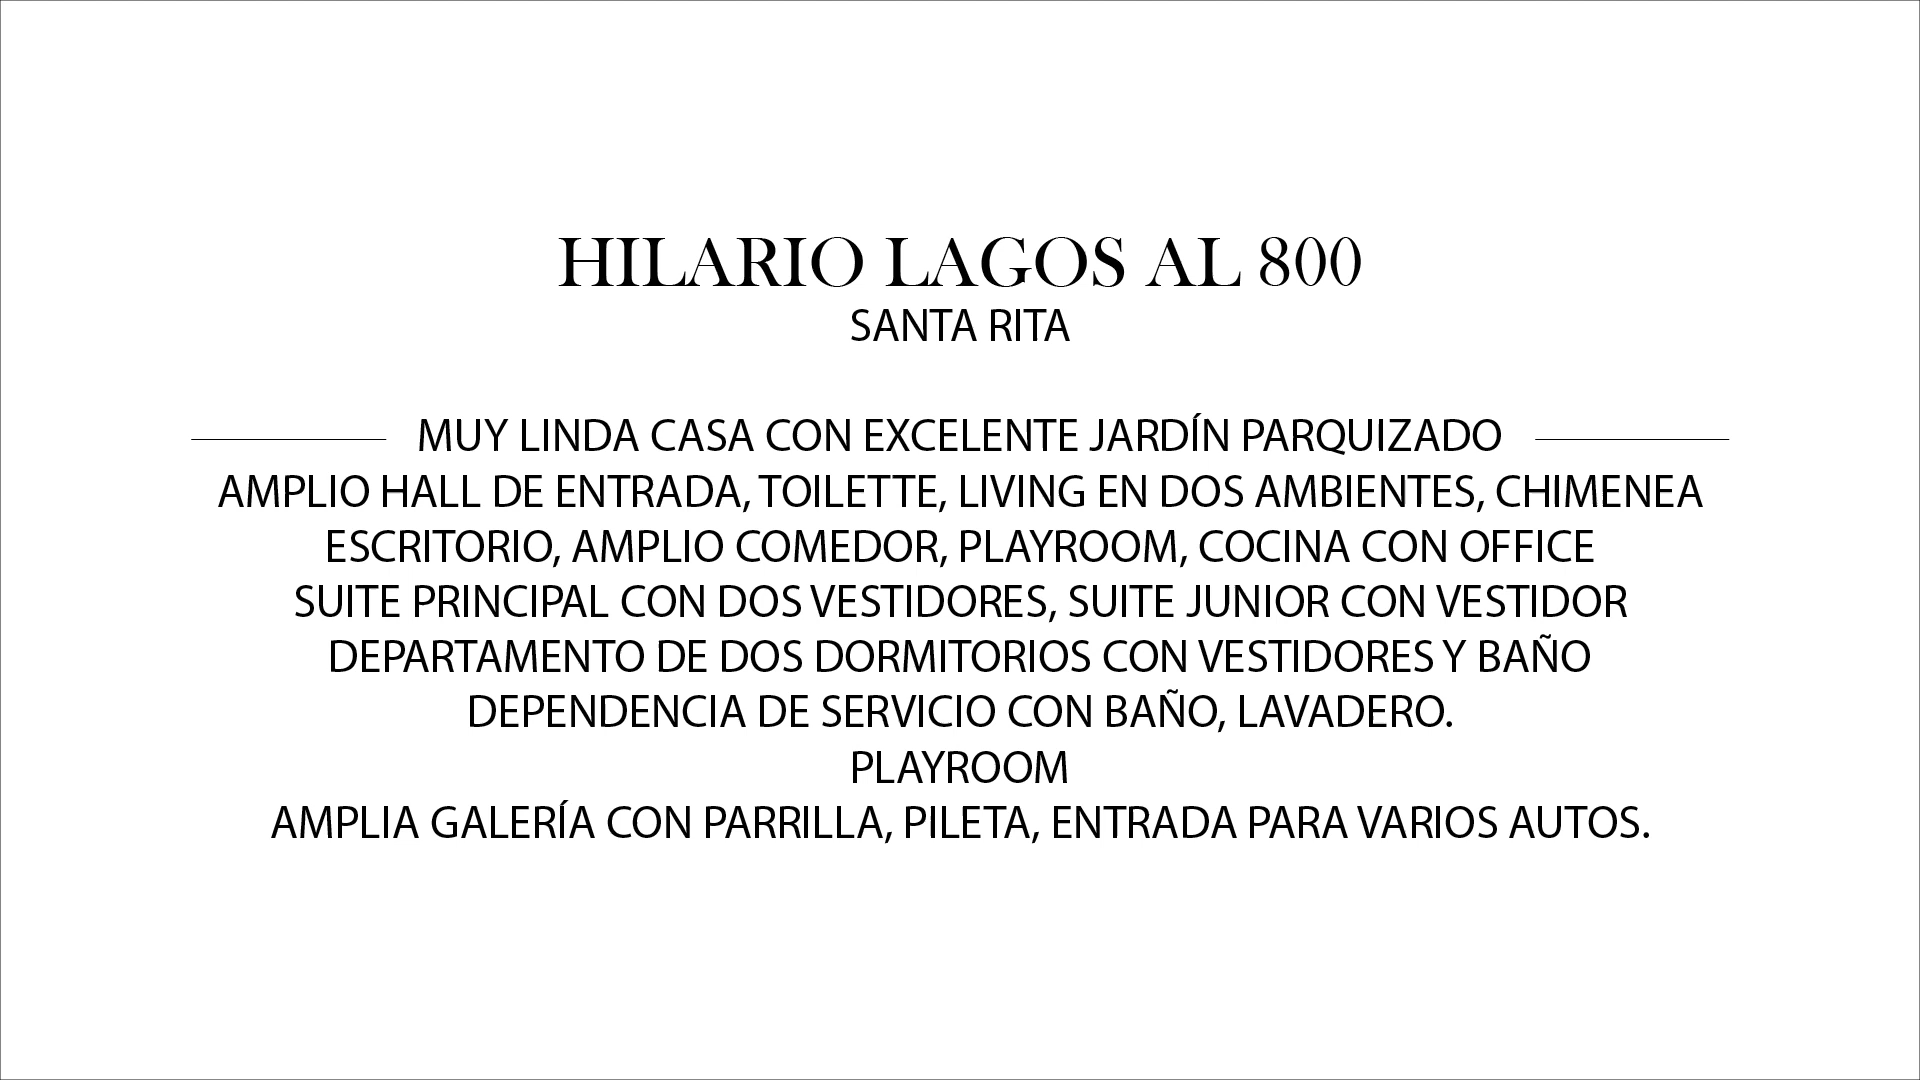 HILARIO LAGOS AL 800
SANTA RITA
MUY LINDA CASA CON EXCELENTE JARDÍN PARQUIZADO
AMPLIO HALL DE ENTRADA, TOILETTE, LIVING EN DOS AMBIENTES, CHIMENEA
ESCRITORIO, AMPLIO COMEDOR, PLAYROOM, COCINA CON OFFICE
SUITE PRINCIPAL CON DOS VESTIDORES, SUITE JUNIOR CON VESTIDOR
DEPARTAMENTO DE DOS DORMITORIOS CON VESTIDORES Y BAÑO
DEPENDENCIA DE SERVICIO CON BAÑO, LAVADERO.
PLAYROOM
AMPLIA GALERÍA CON PARRILLA, PILETA, ENTRADA PARA VARIOS AUTOS.